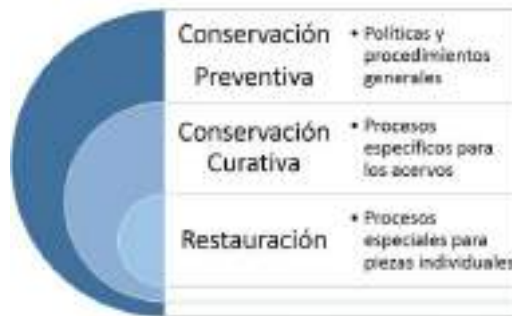 Conservación
Preventiva
• Políticas y
procedimientos
generales
Conservación
Curativa
• Procesos
específicos para
los acervos
Restauración
• Procesos
especiales para
piezas individuales